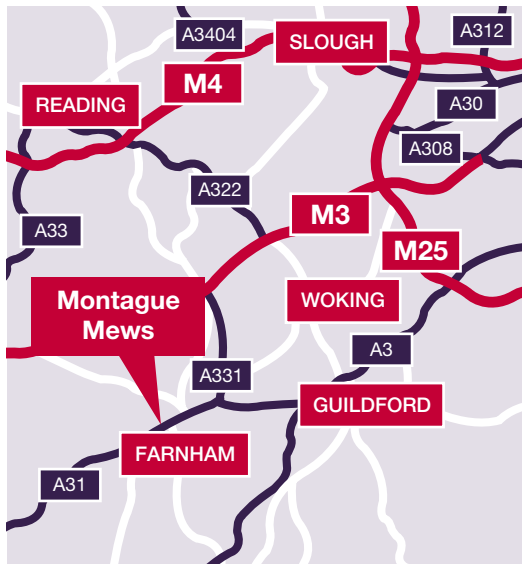 A3404
SLOUGH
A312
M4
READING
A30
A308
A322
M3
A33
M25
Montague
Mews
WOKING
A3
A331
GUILDFORD
FARNHAM
A31